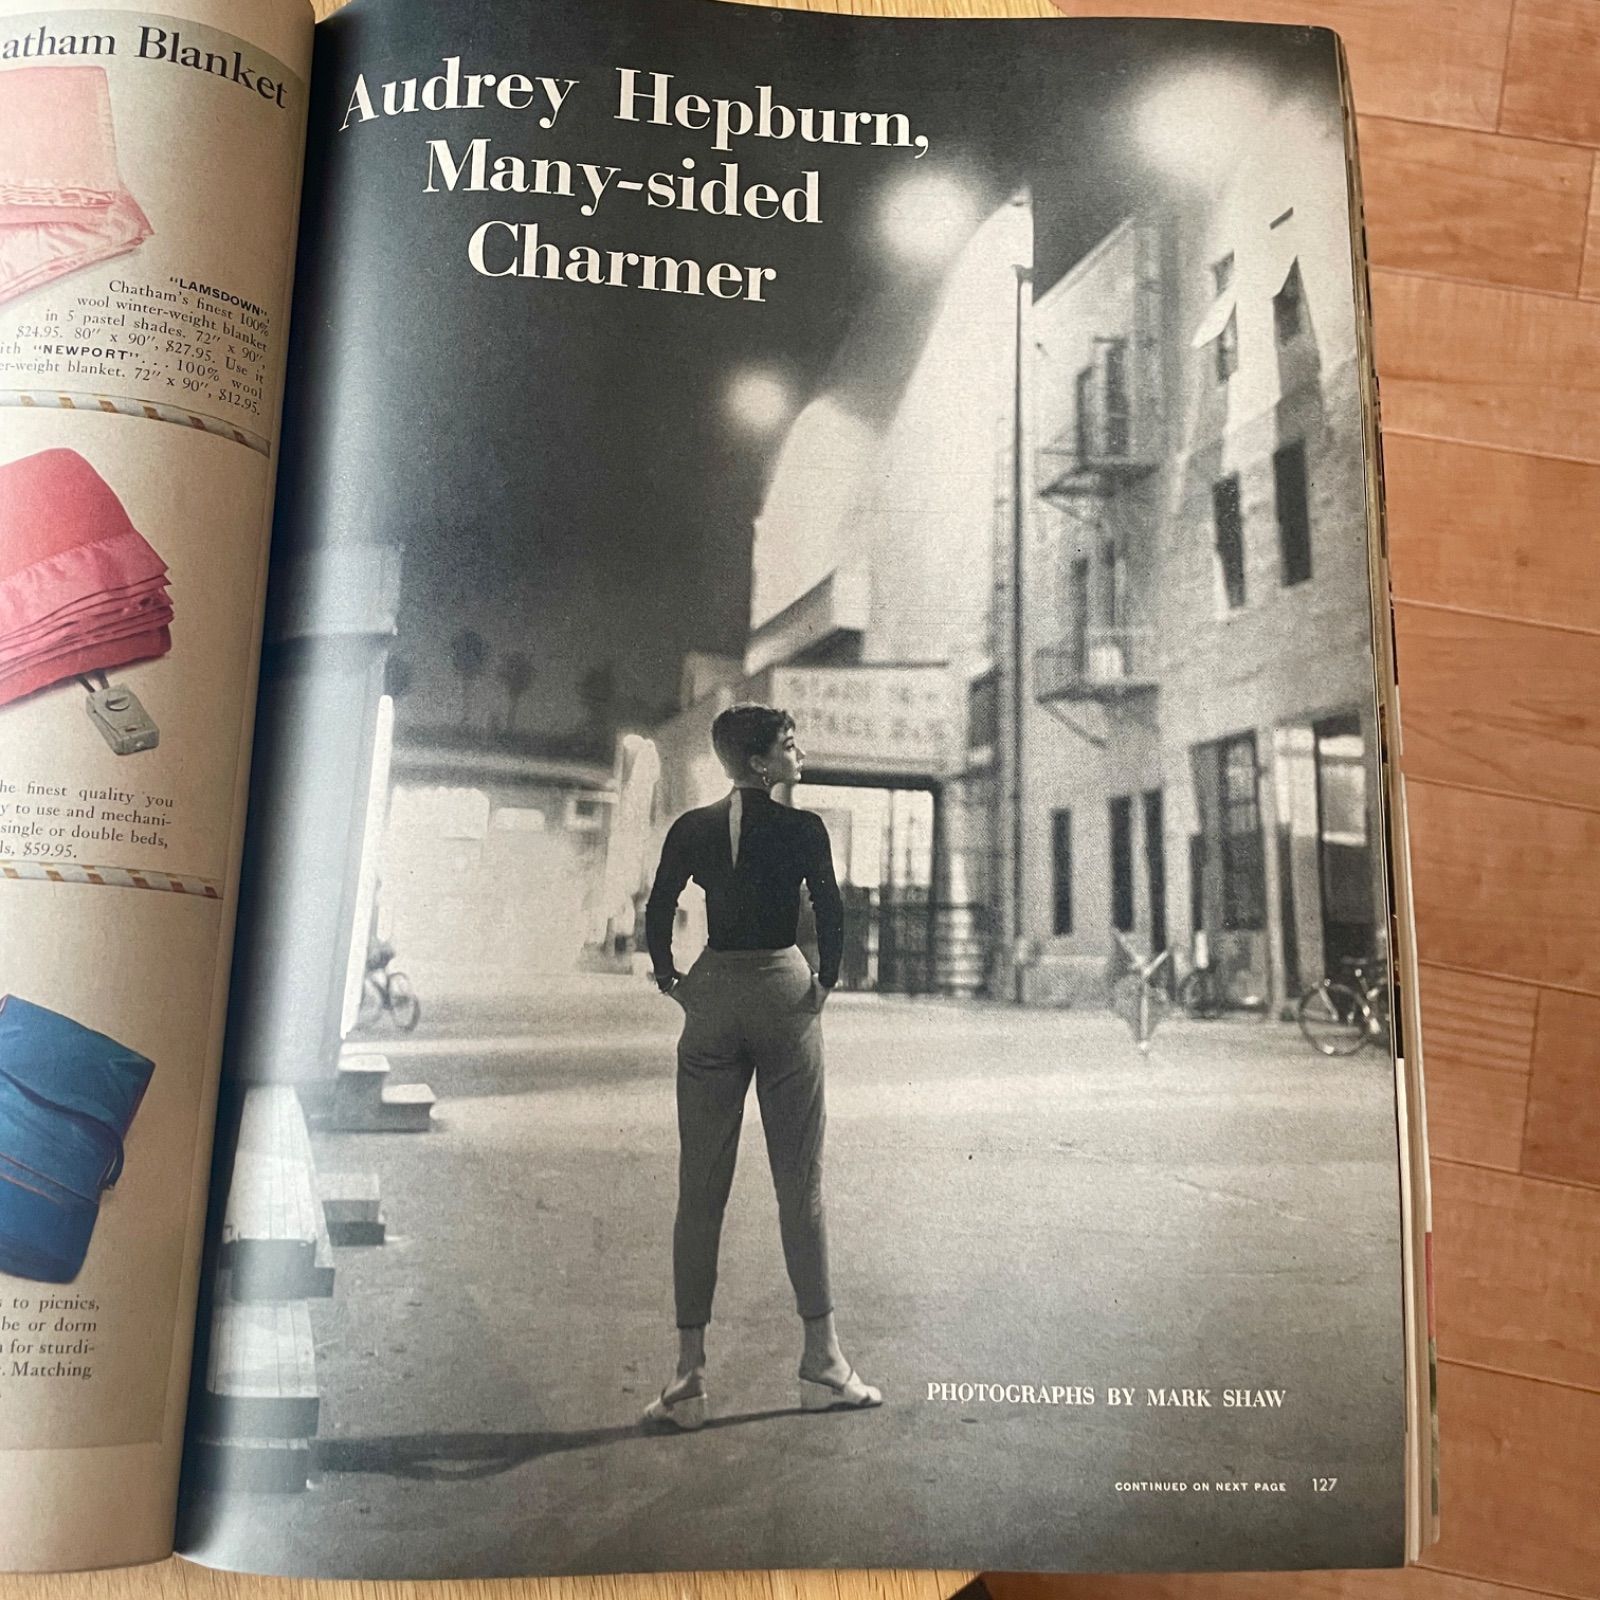 atham Blanket
"LAMSDOWN",
Chatham's finest 100%
wool winter-weight blanket
in 5 pastel shades. 72" x 90",
$24.95. 80" x 90", $27.95. Use it
ith "NEWPORT". . . 100% wool
er-weight blanket. 72" x 90", $12.95.
he finest quality you
y to use and mechani-
single or double beds,
ls, $59.95.
s to picnics,
be or dorm
n for sturdi-
. Matching
Audrey Hepburn,
Many-sided
Charmer
STAGE
STAGE
PHOTOGRAPHS BY MARK SHAW
CONTINUED ON NEXT PAGE 127